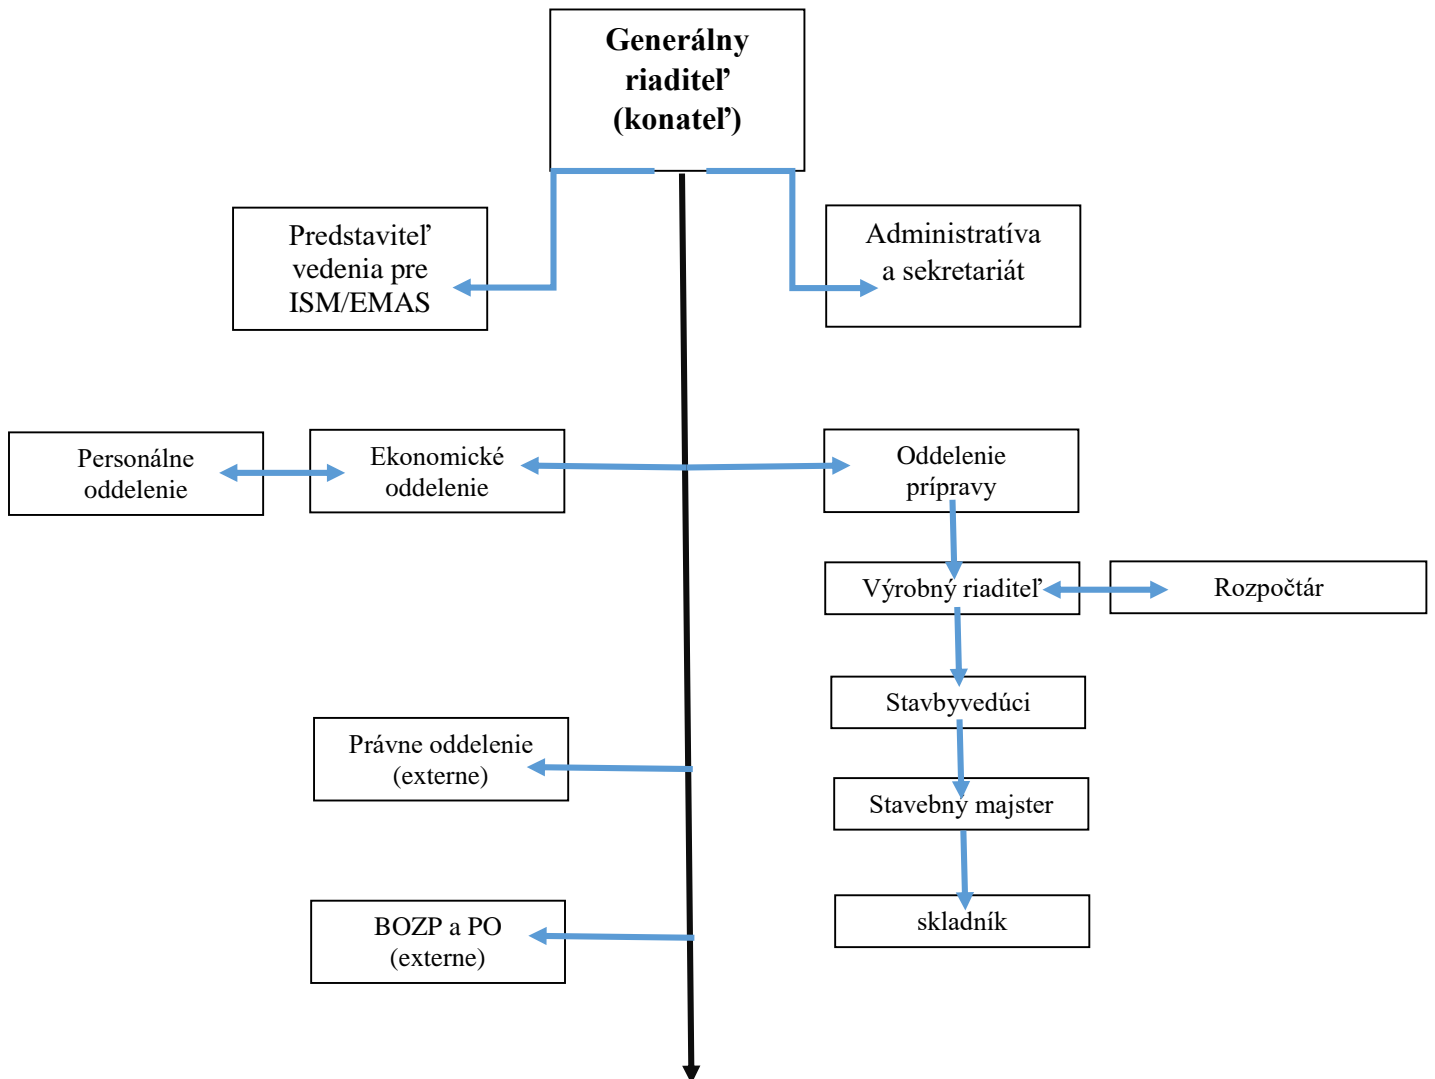 Generálny
riaditeľ
(konateľ)
Predstaviteľ
vedenia pre
ISM/EMAS
Administratíva
a sekretariát
Personálne
oddelenie
Ekonomické
oddelenie
Oddelenie
prípravy
Výrobný riaditeľ
Rozpočtár
Stavbyvedúci
Právne oddelenie
(externe)
Stavebný majster
BOZP a PO
(externe)
skladník